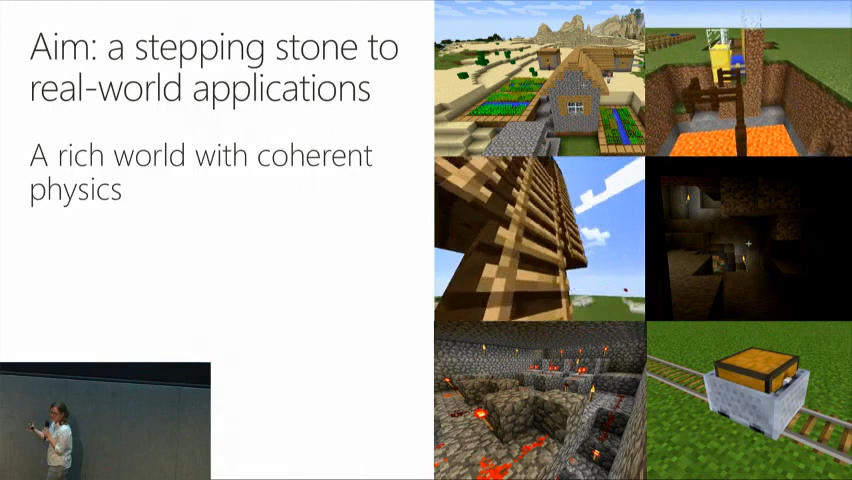 Aim: a stepping stone to
real-world applications
A rich world with coherent
physics